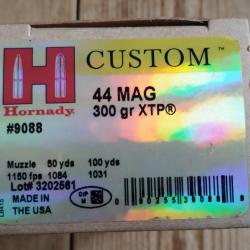 H CUSTOM™
Hornady®
44 MAG
300 gr XTP®
#9088
Muzzle 50 yds 100 yds
1150 fps 1084 1031
Lot# 3202561
MADE IN
THE USA